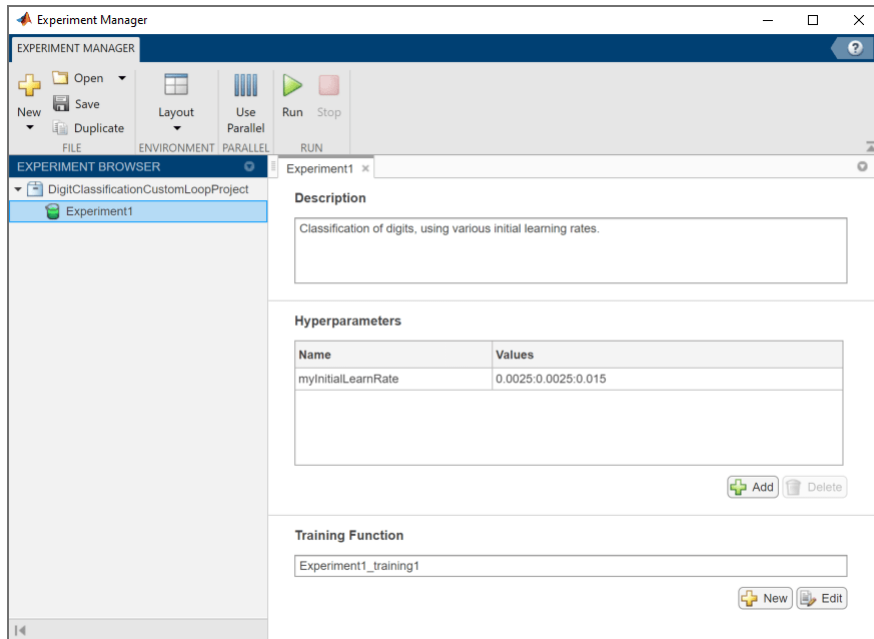 Experiment Manager
EXPERIMENT MANAGER
?
New
Open
Save
Duplicate
FILE
Layout
ENVIRONMENT
Use
Parallel
PARALLEL
Run
Stop
RUN
EXPERIMENT BROWSER
DigitClassificationCustomLoopProject
Experiment1
Experiment1
Description
Classification of digits, using various initial learning rates.
Hyperparameters
Name Values
myInitialLearnRate 0.0025:0.0025:0.015
Add Delete
Training Function
Experiment1_training1
New Edit